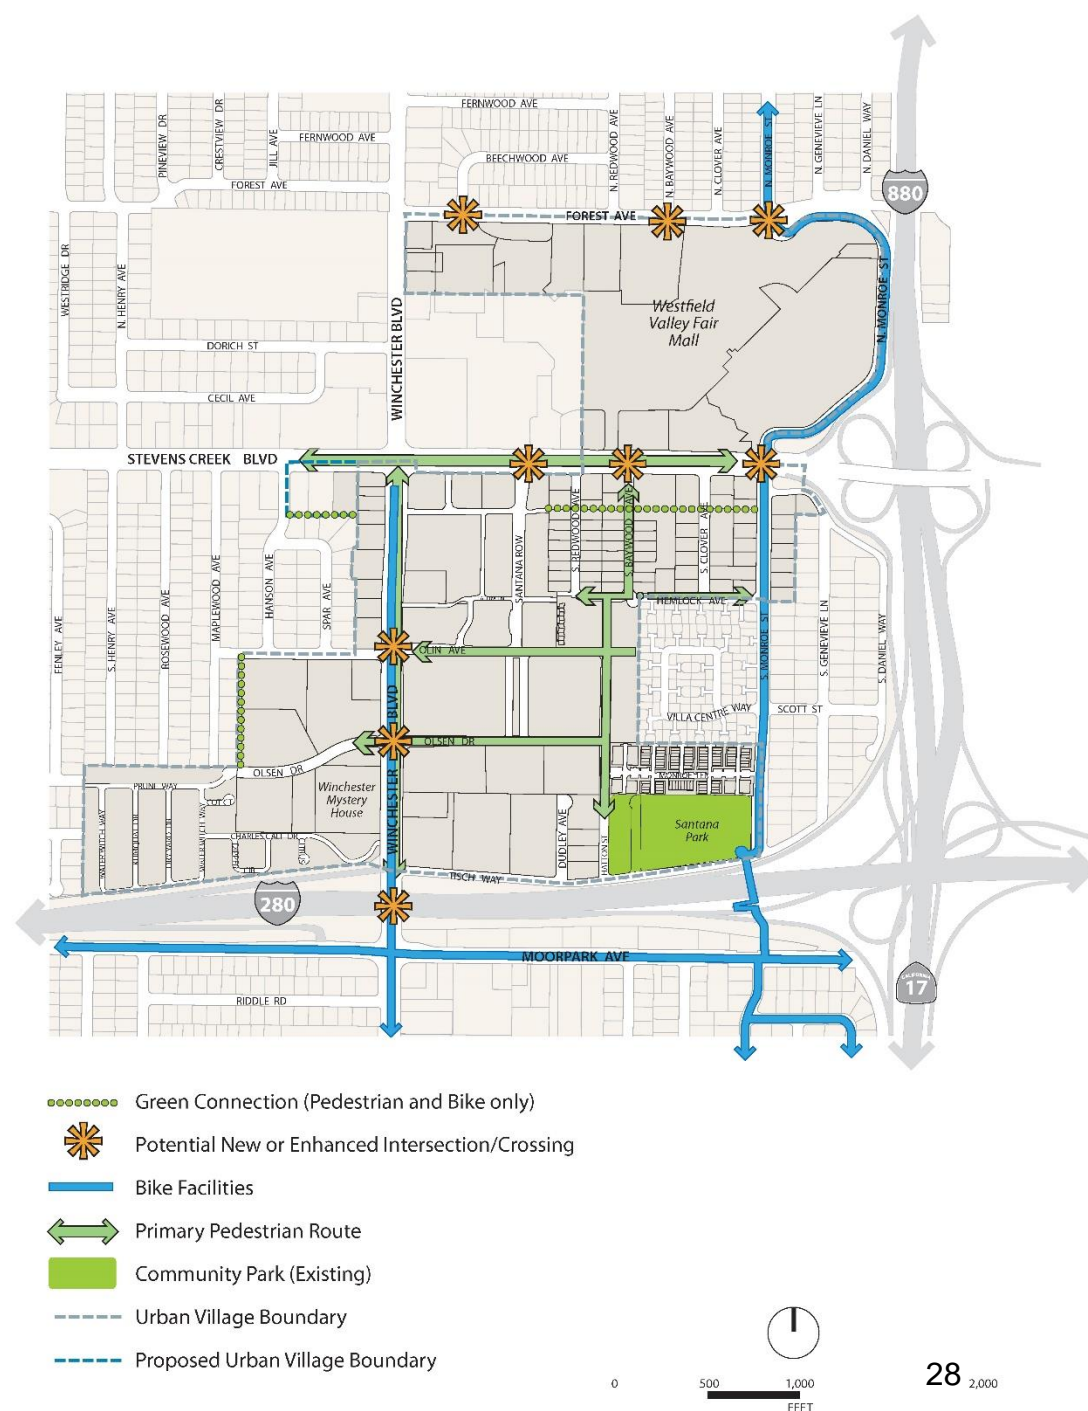 FERNWOOD AVE
FERNWOOD AVE
BEECHWOOD AVE
PINEVIEW DR
CRESTVIEW DR
JILL AVE
N. REDWOOD AVE
N. BAYWOOD AVE
N. CLOVER AVE
N. MONROE ST
N. GENEVIEVE LN
N. DANIEL WAY
FOREST AVE
FOREST AVE
880
WESTRIDGE DR
N. HENRY AVE
WINCHESTER BLVD
Westfield
Valley Fair
Mall
N. MONROE ST
DORICH ST
CECIL AVE
STEVENS CREEK BLVD
FENLEY AVE
S. HENRY AVE
ROSEWOOD AVE
MAPLEWOOD AVE
HANSON AVE
SPAR AVE
SANTANA ROW
S. REDWOOD AVE
S. BAYWOOD AVE
S. CLOVER AVE
HEMLOCK AVE
S. MONROE ST
S. GENEVIEVE LN
S. DANIEL WAY
OLIN AVE
VILLA CENTRE WAY
SCOTT ST
WINCHESTER BLVD
OLSEN DR
OLSEN DR
PRUNE WAY
Winchester
Mystery
House
CHARLES CALI DR
DUDLEY AVE
HATTON ST
Santana
Park
TISCH WAY
280
MOORPARK AVE
RIDDLE RD
CALIFORNIA
17
Green Connection (Pedestrian and Bike only)
Potential New or Enhanced Intersection/Crossing
Bike Facilities
Primary Pedestrian Route
Community Park (Existing)
Urban Village Boundary
Proposed Urban Village Boundary
0 500 1,000 2,000
FEET
28